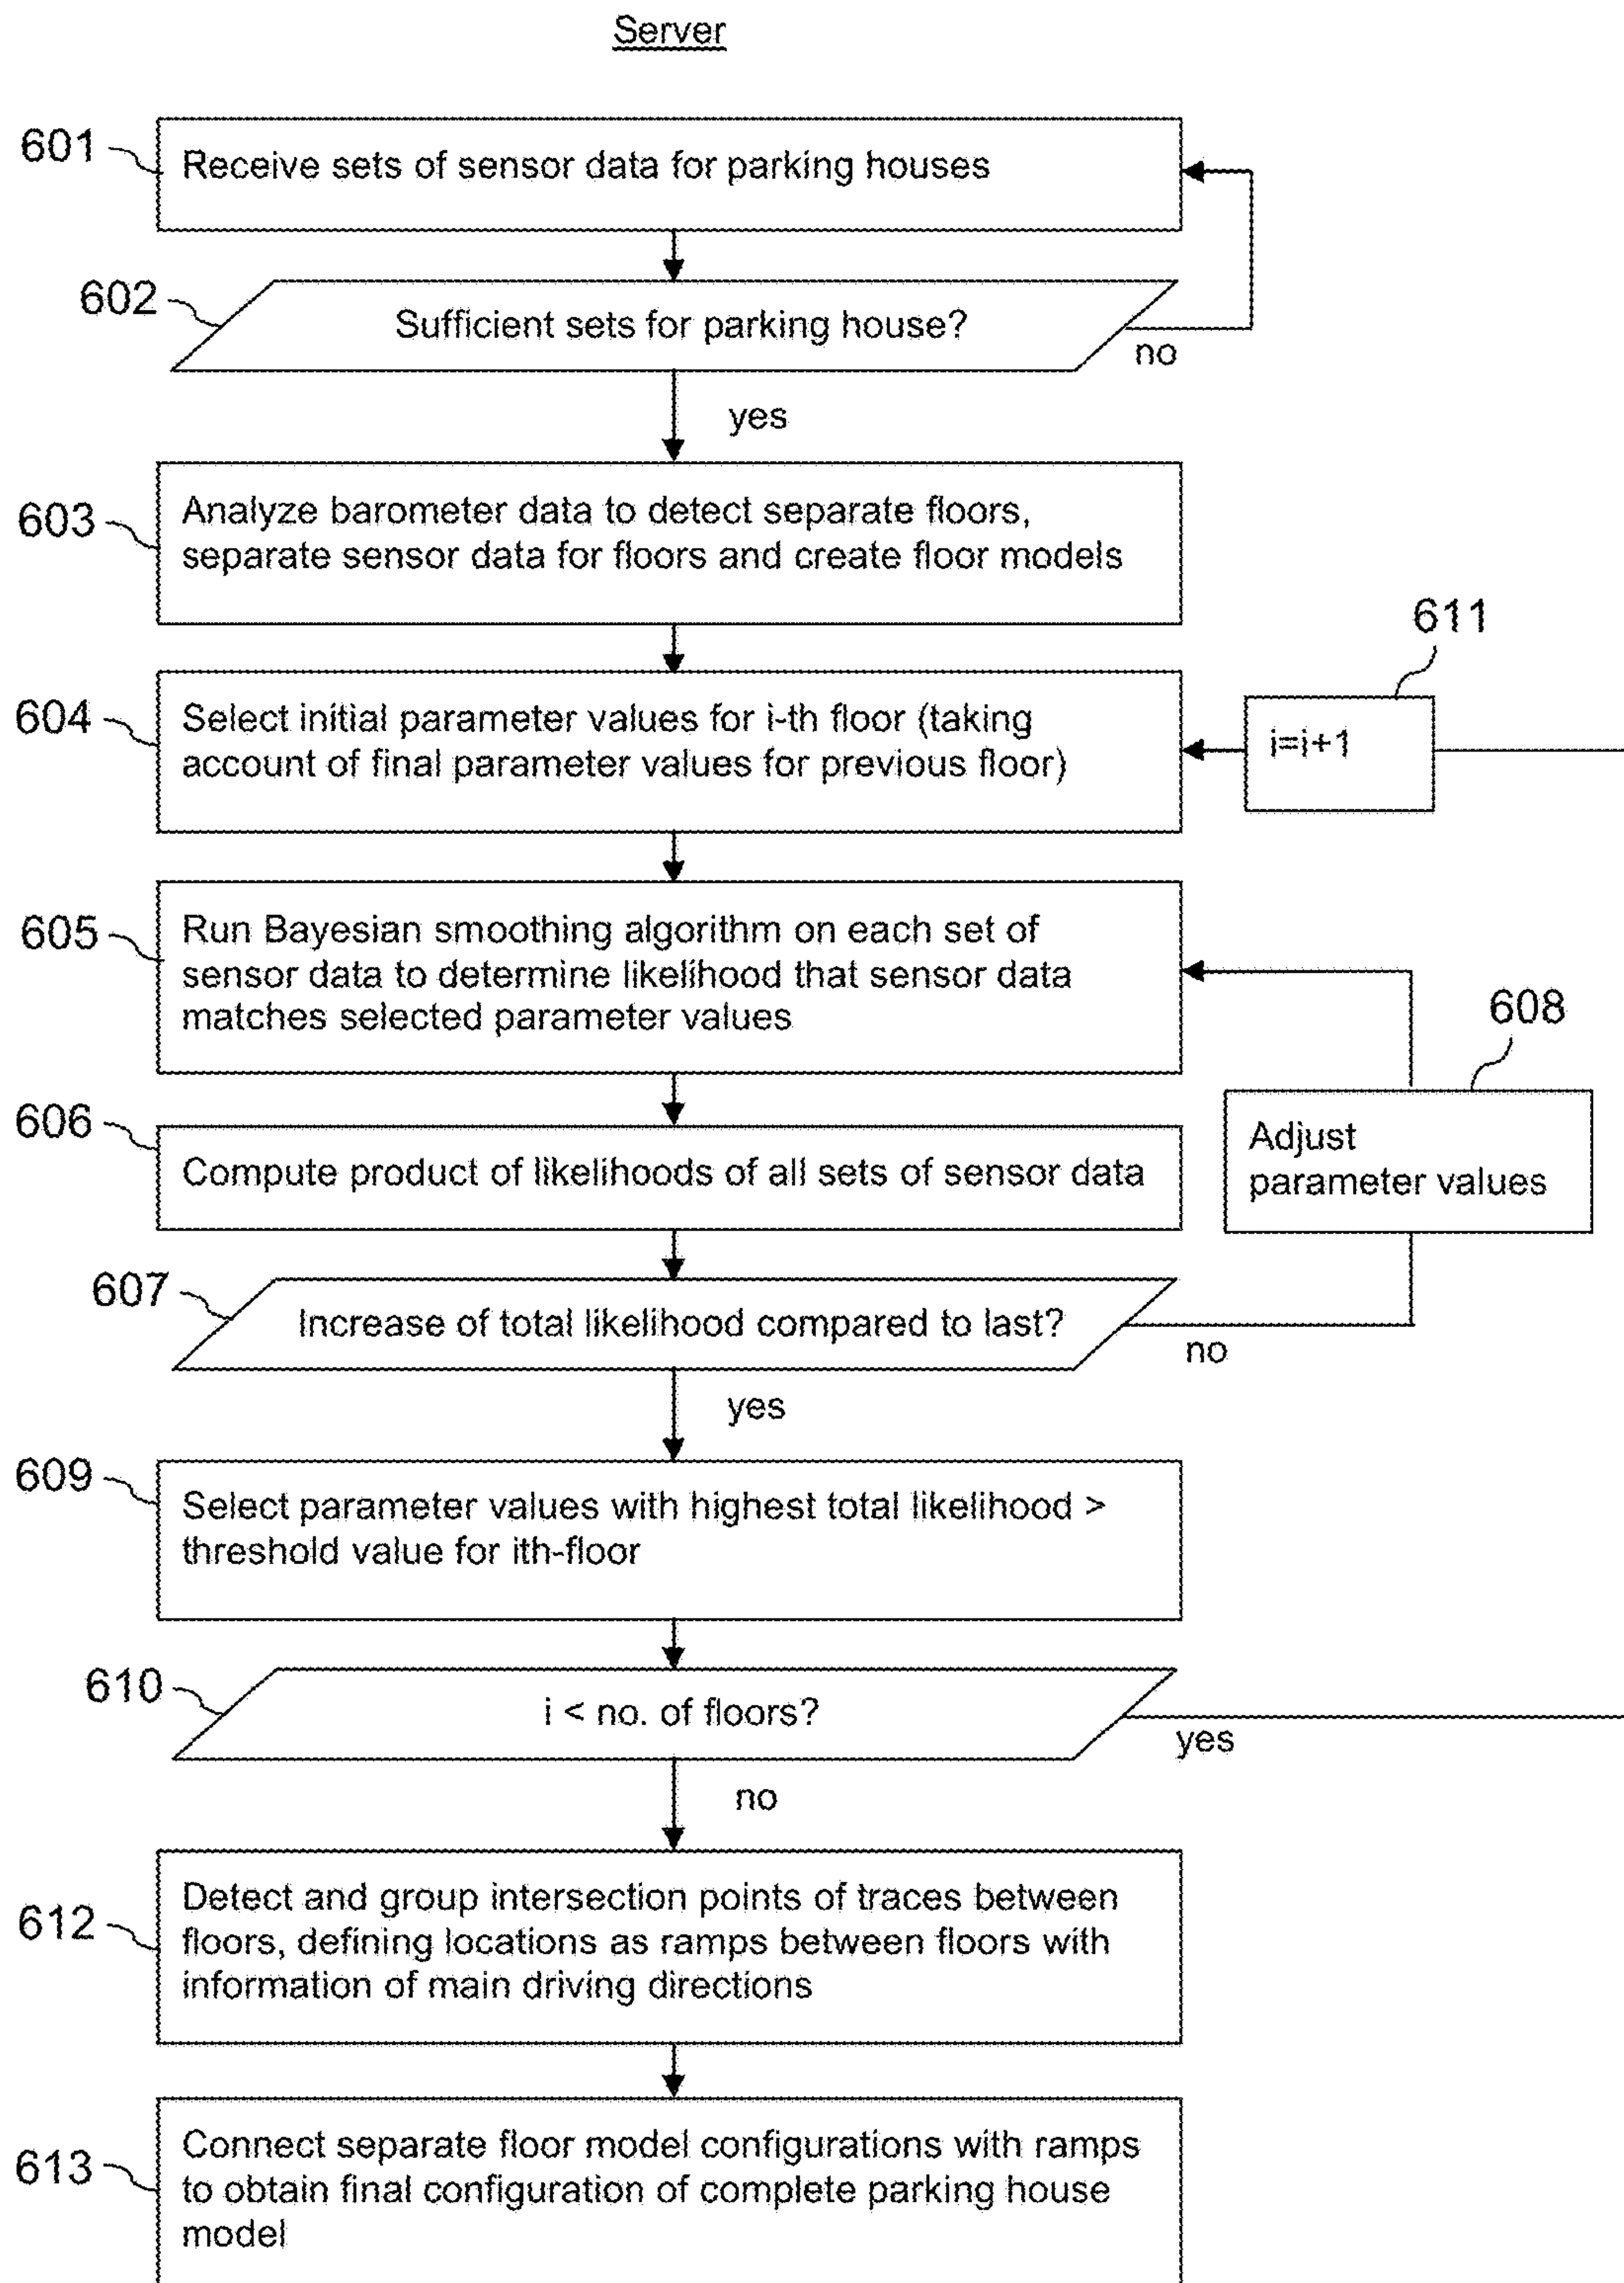 Server
601
Receive sets of sensor data for parking houses
602
Sufficient sets for parking house?
no
yes
603
Analyze barometer data to detect separate floors,
separate sensor data for floors and create floor models
611
604
Select initial parameter values for i-th floor (taking
account of final parameter values for previous floor)
i=i+1
605
Run Bayesian smoothing algorithm on each set of
sensor data to determine likelihood that sensor data
matches selected parameter values
608
606
Compute product of likelihoods of all sets of sensor data
Adjust
parameter values
607
Increase of total likelihood compared to last?
no
yes
609
Select parameter values with highest total likelihood >
threshold value for ith-floor
610
i < no. of floors?
yes
no
612
Detect and group intersection points of traces between
floors, defining locations as ramps between floors with
information of main driving directions
613
Connect separate floor model configurations with ramps
to obtain final configuration of complete parking house
model